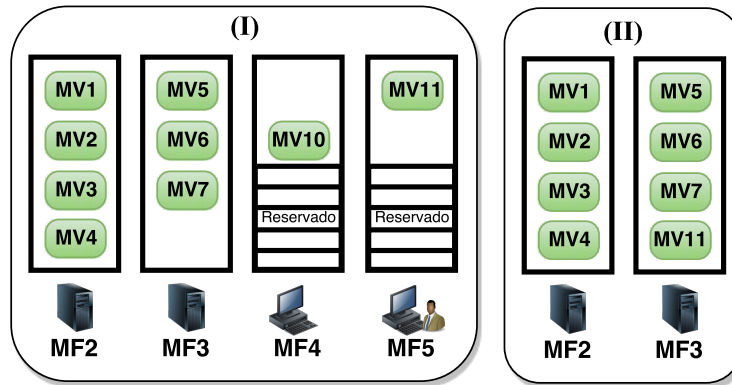 (I)
MV1
MV2
MV3
MV4
MF2
MV5
MV6
MV7
MF3
MV10
Reservado
MF4
MV11
Reservado
MF5
(II)
MV1
MV2
MV3
MV4
MF2
MV5
MV6
MV7
MV11
MF3